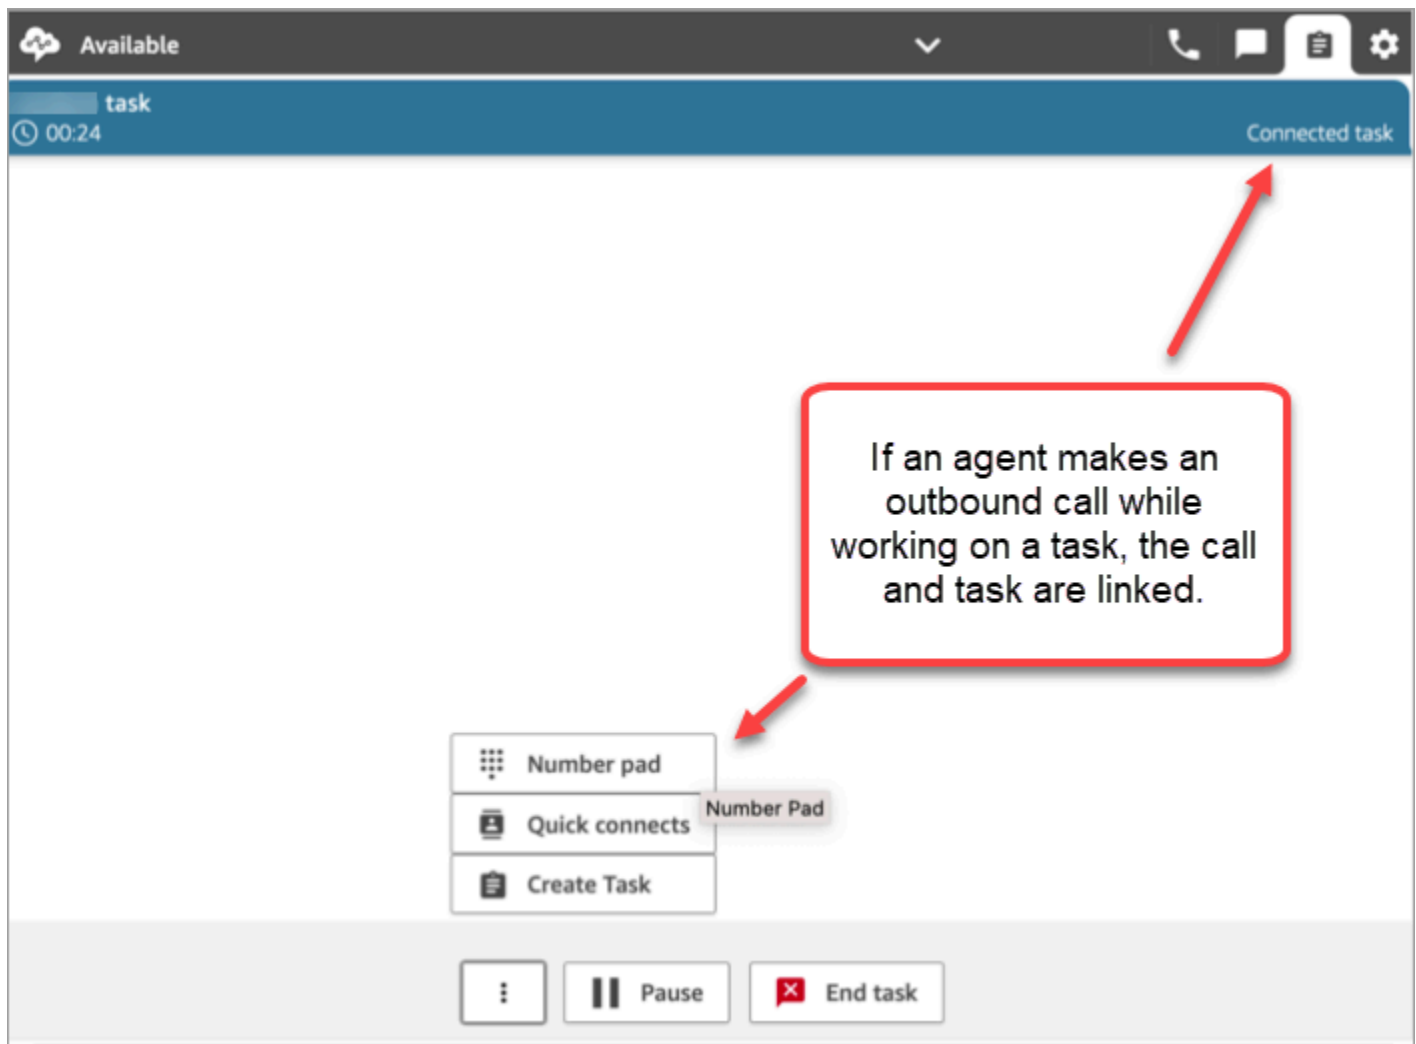 Available
task
00:24
Connected task
If an agent makes an
outbound call while
working on a task, the call
and task are linked.
Number pad
Number Pad
Quick connects
Create Task
Pause
End task